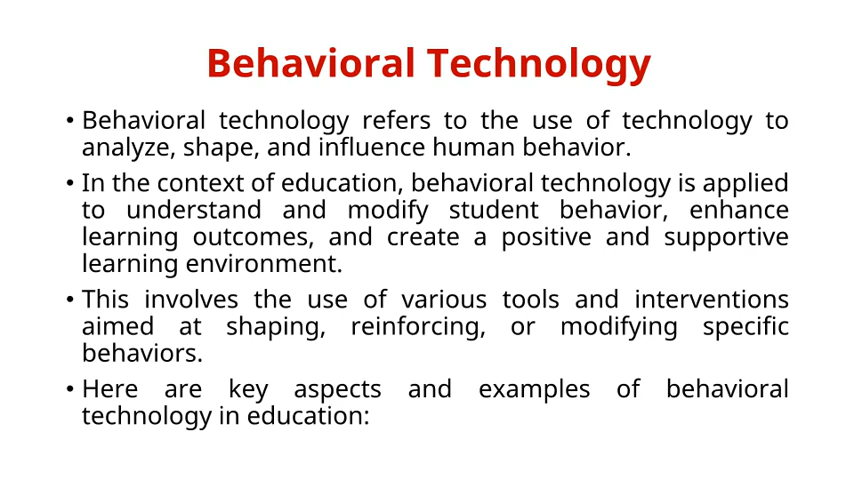 Behavioral Technology
• Behavioral technology refers to the use of technology to
analyze, shape, and influence human behavior.
• In the context of education, behavioral technology is applied
to understand and modify student behavior, enhance
learning outcomes, and create a positive and supportive
learning environment.
• This involves the use of various tools and interventions
aimed at shaping, reinforcing, or modifying specific
behaviors.
• Here are key aspects and examples of behavioral
technology in education: